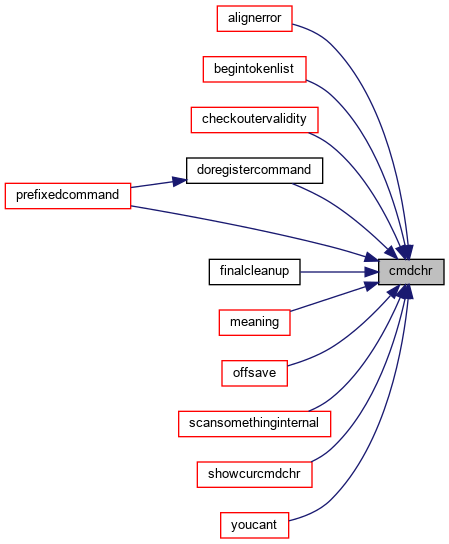 alignerror
begintokenlist
checkoutervalidity
doregistercommand
prefixedcommand
finalcleanup
cmdchr
meaning
offsave
scansomethinginternal
showcurcmdchr
youcant